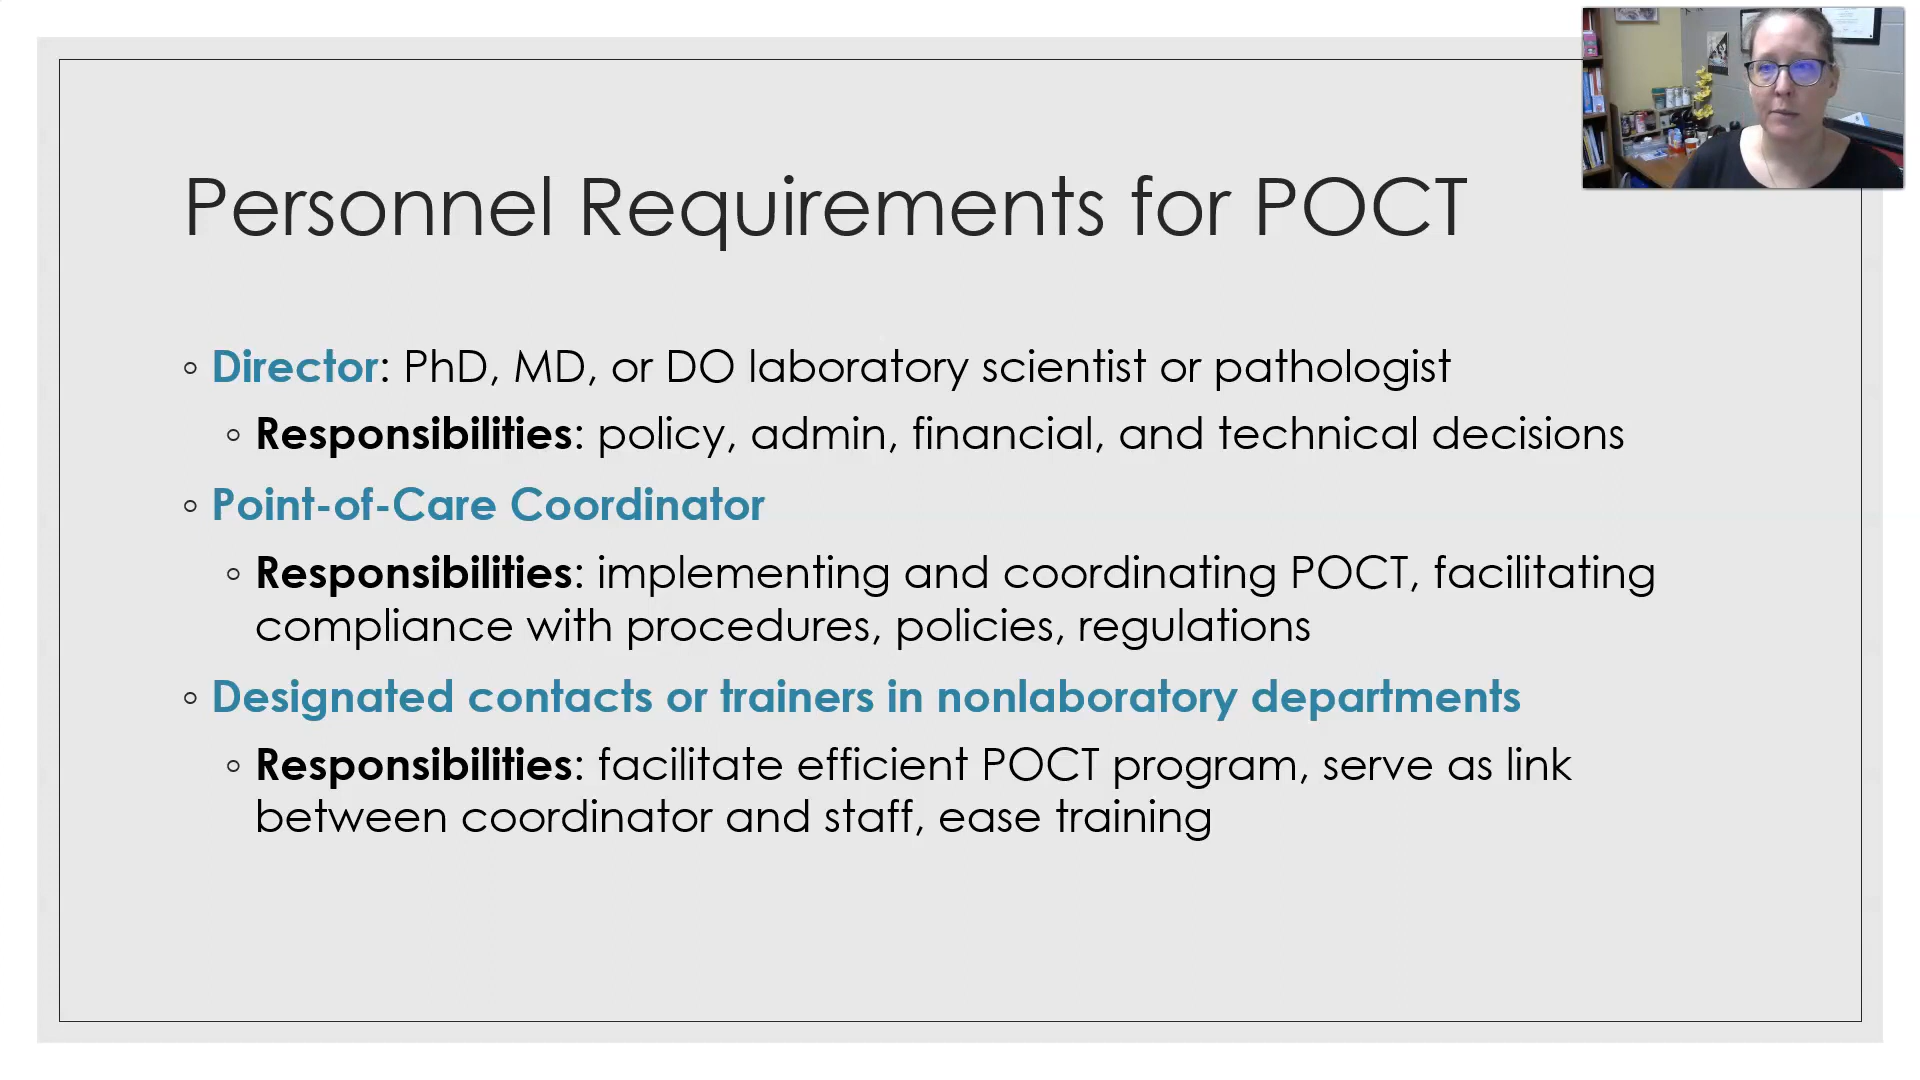 Personnel Requirements for POCT
◦ Director: PhD, MD, or DO laboratory scientist or pathologist
◦ Responsibilities: policy, admin, financial, and technical decisions
◦ Point-of-Care Coordinator
◦ Responsibilities: implementing and coordinating POCT, facilitating
compliance with procedures, policies, regulations
◦ Designated contacts or trainers in nonlaboratory departments
◦ Responsibilities: facilitate efficient POCT program, serve as link
between coordinator and staff, ease training